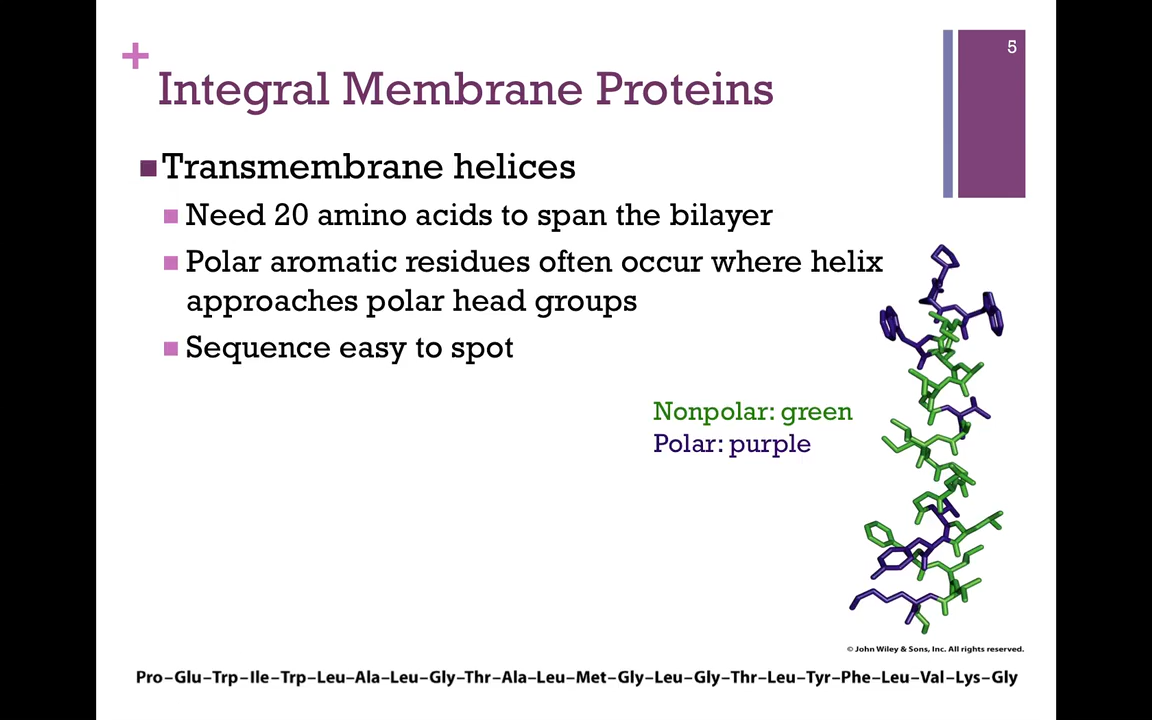 5
Integral Membrane Proteins
Transmembrane helices
Need 20 amino acids to span the bilayer
Polar aromatic residues often occur where helix
approaches polar head groups
Sequence easy to spot
Nonpolar: green
Polar: purple
© John Wiley & Sons, Inc. All rights reserved.
Pro–Glu–Trp–Ile–Trp–Leu–Ala–Leu–Gly–Thr–Ala–Leu–Met–Gly–Leu–Gly–Thr–Leu–Tyr–Phe–Leu–Val–Lys–Gly